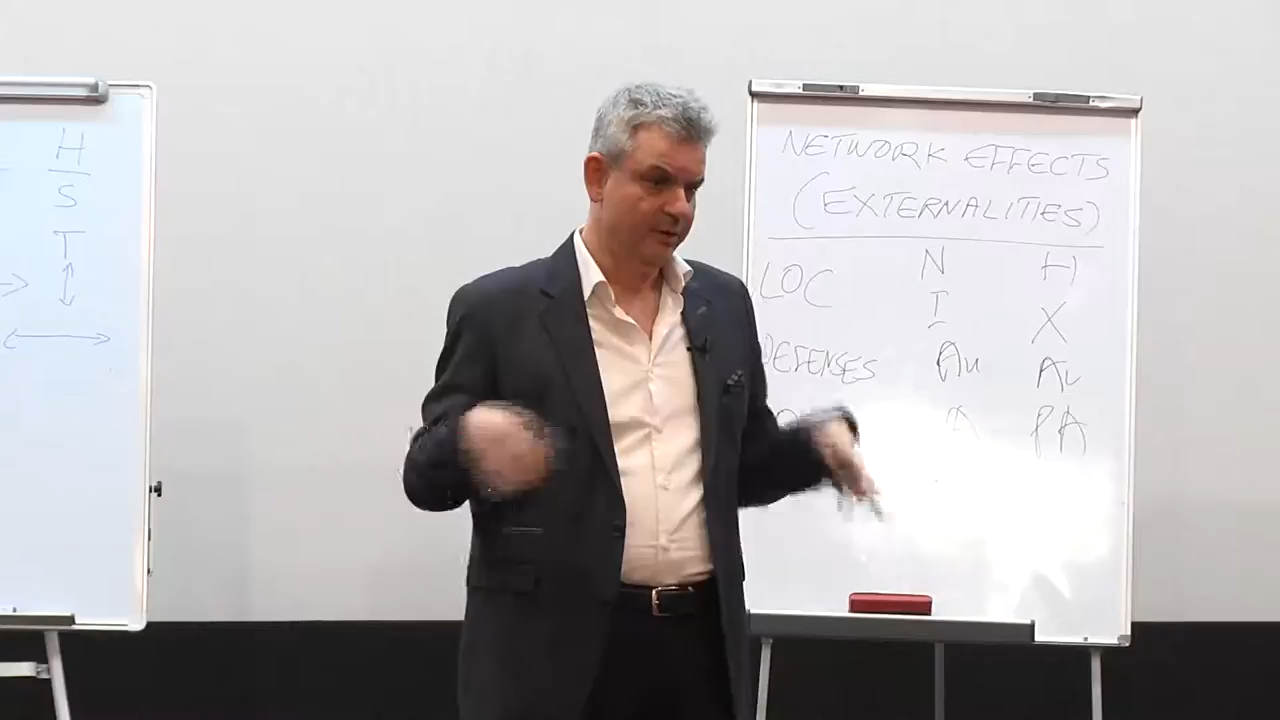 H
S
T
NETWORK EFFECTS
(EXTERNALITIES)
LOC N H
I X
DEFENSES Au Au
A PA